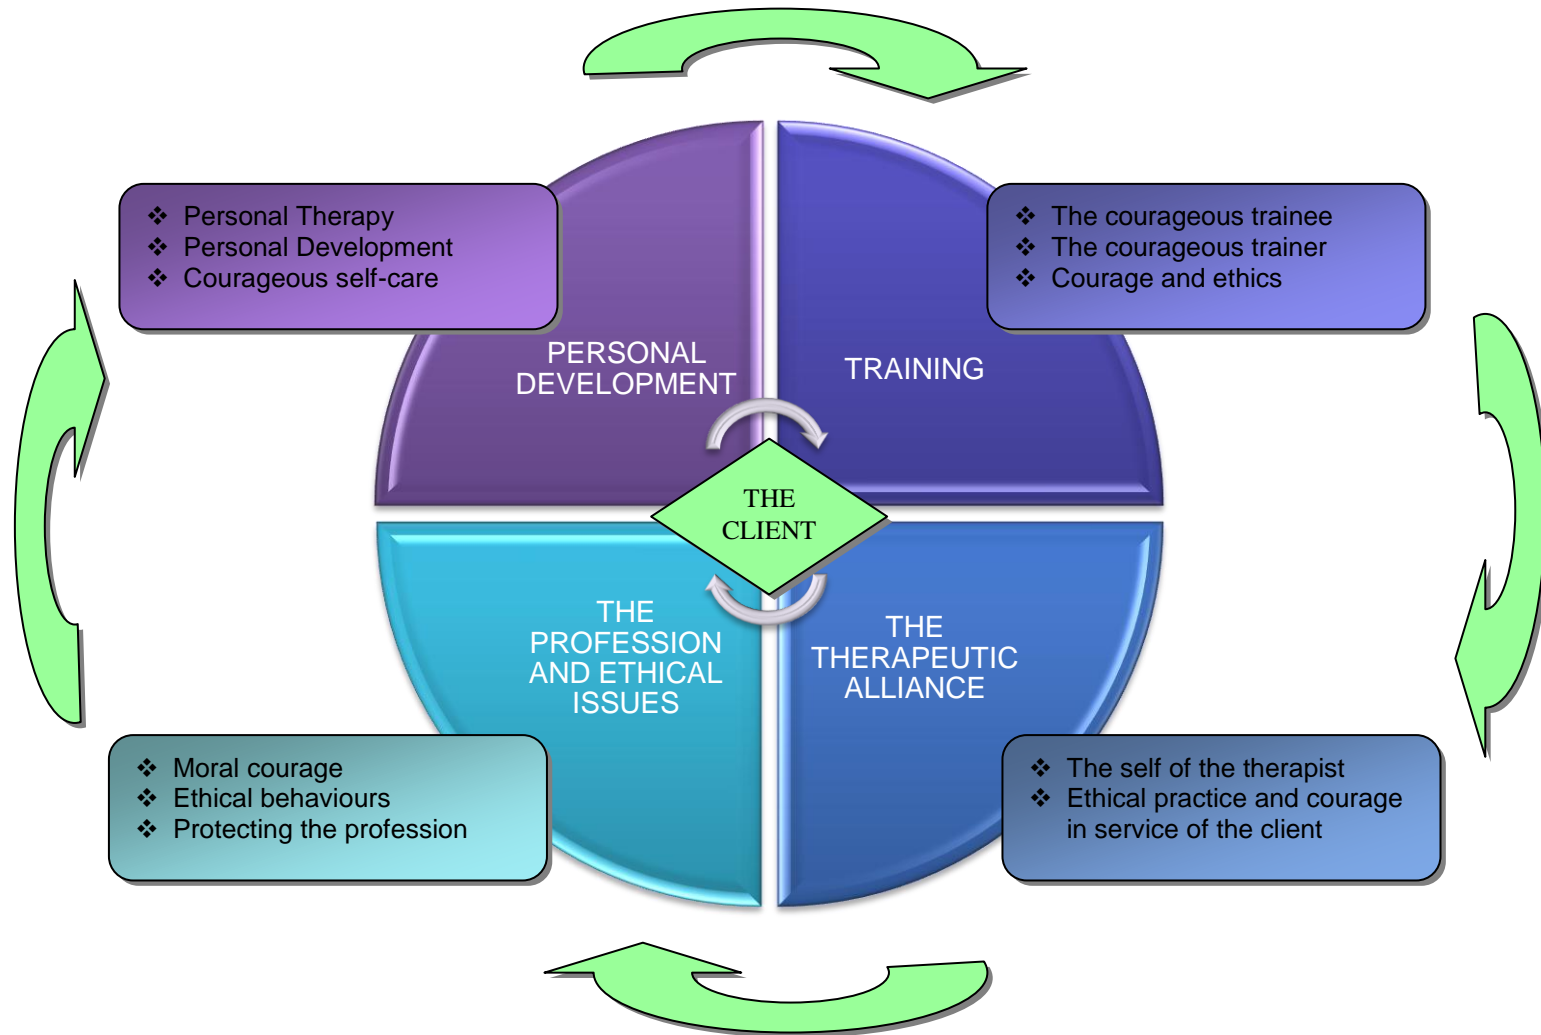 ❖ Personal Therapy
❖ Personal Development
❖ Courageous self-care
❖ The courageous trainee
❖ The courageous trainer
❖ Courage and ethics
PERSONAL
DEVELOPMENT
TRAINING
THE
CLIENT
THE
PROFESSION
AND ETHICAL
ISSUES
THE
THERAPEUTIC
ALLIANCE
❖ Moral courage
❖ Ethical behaviours
❖ Protecting the profession
❖ The self of the therapist
❖ Ethical practice and courage
in service of the client